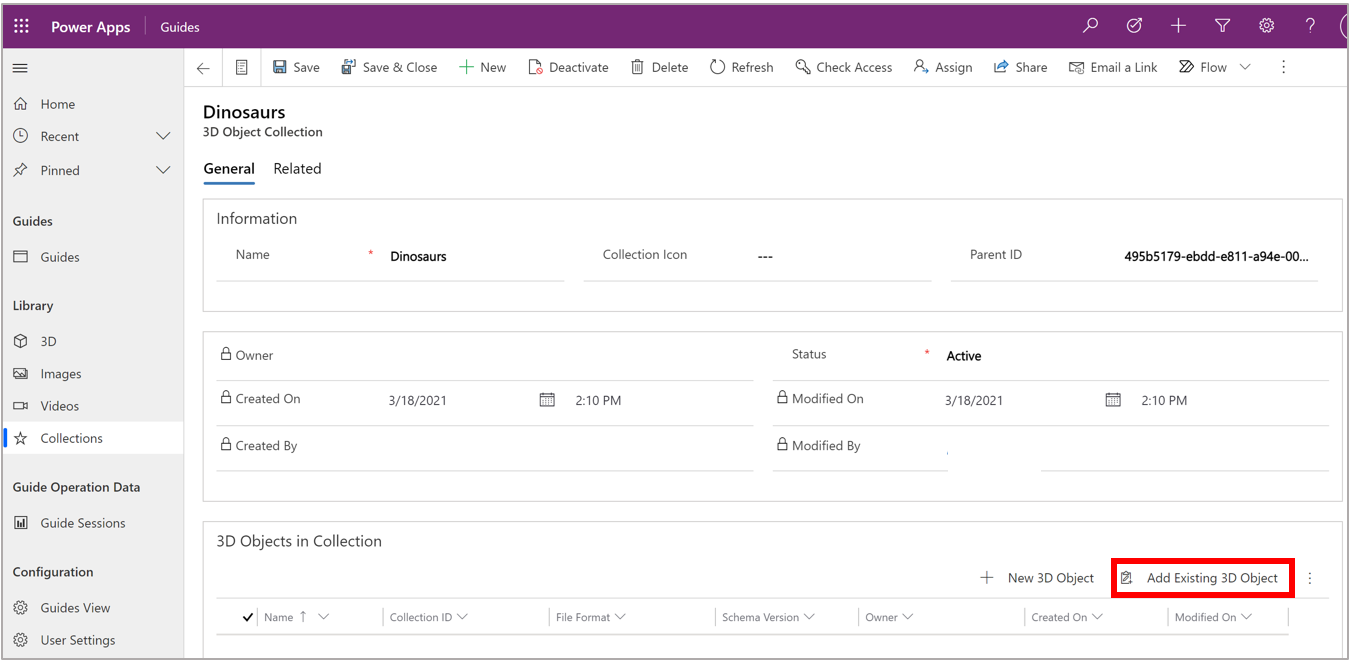 Power Apps Guides
Save Save & Close New Deactivate Delete Refresh Check Access Assign Share Email a Link Flow
Home
Recent
Pinned
Guides
Guides
Library
3D
Images
Videos
Collections
Guide Operation Data
Guide Sessions
Configuration
Guides View
User Settings
Dinosaurs
3D Object Collection
General Related
Information
Name * Dinosaurs Collection Icon --- Parent ID 495b5179-ebdd-e811-a94e-00...
Owner Status * Active
Created On 3/18/2021 2:10 PM Modified On 3/18/2021 2:10 PM
Created By Modified By
3D Objects in Collection
New 3D Object Add Existing 3D Object
Name ↑ Collection ID File Format Schema Version Owner Created On Modified On